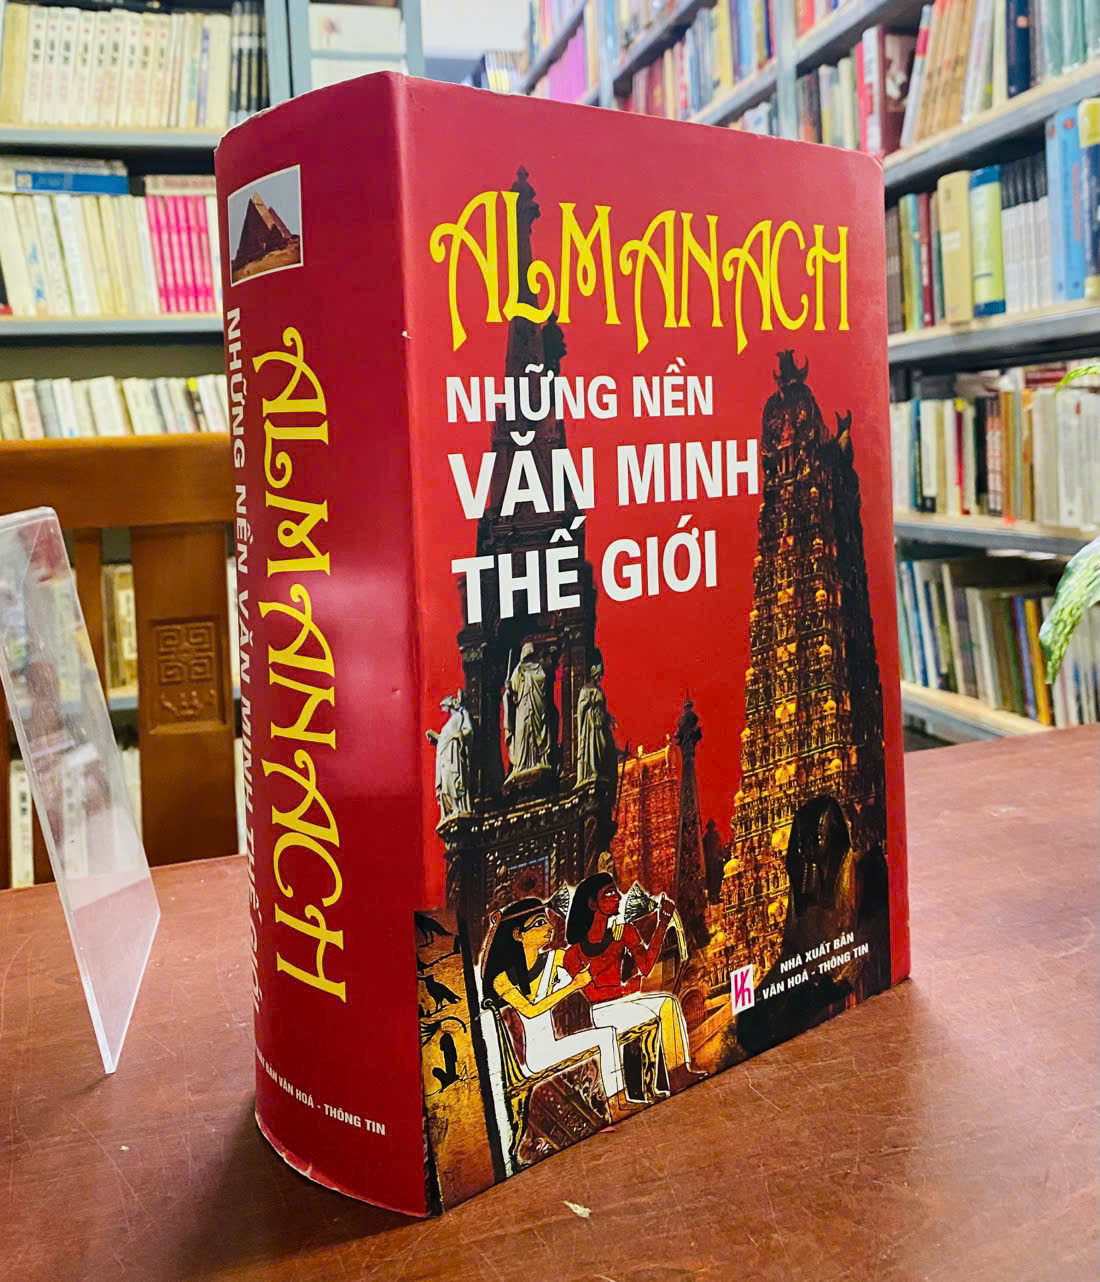 ALMANACH
NHỮNG NỀN
VĂN MINH
THẾ GIỚI
NHÀ XUẤT BẢN
VĂN HOÁ - THÔNG TIN
ALMANACH
NHỮNG NỀN VĂN MINH THẾ GIỚI
BẢN VĂN HOÁ - THÔNG TIN